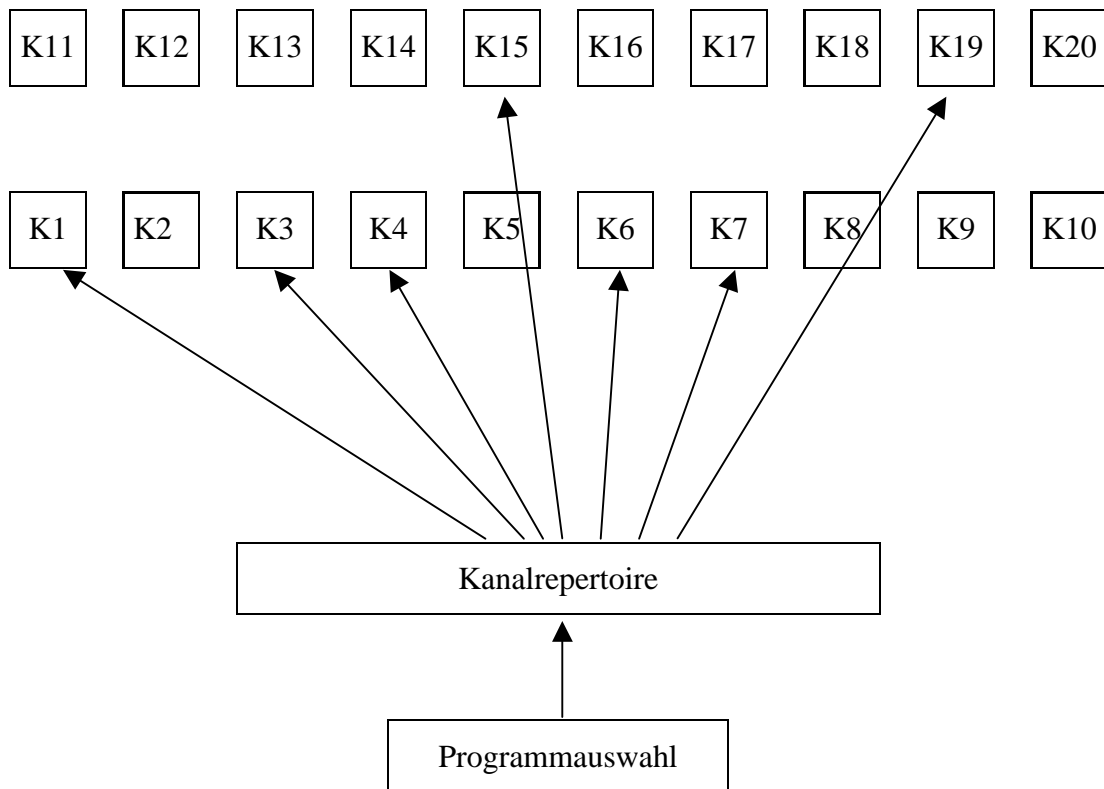 K11 K12 K13 K14 K15 K16 K17 K18 K19 K20
K1 K2 K3 K4 K5 K6 K7 K8 K9 K10
Kanalrepertoire
Programmauswahl